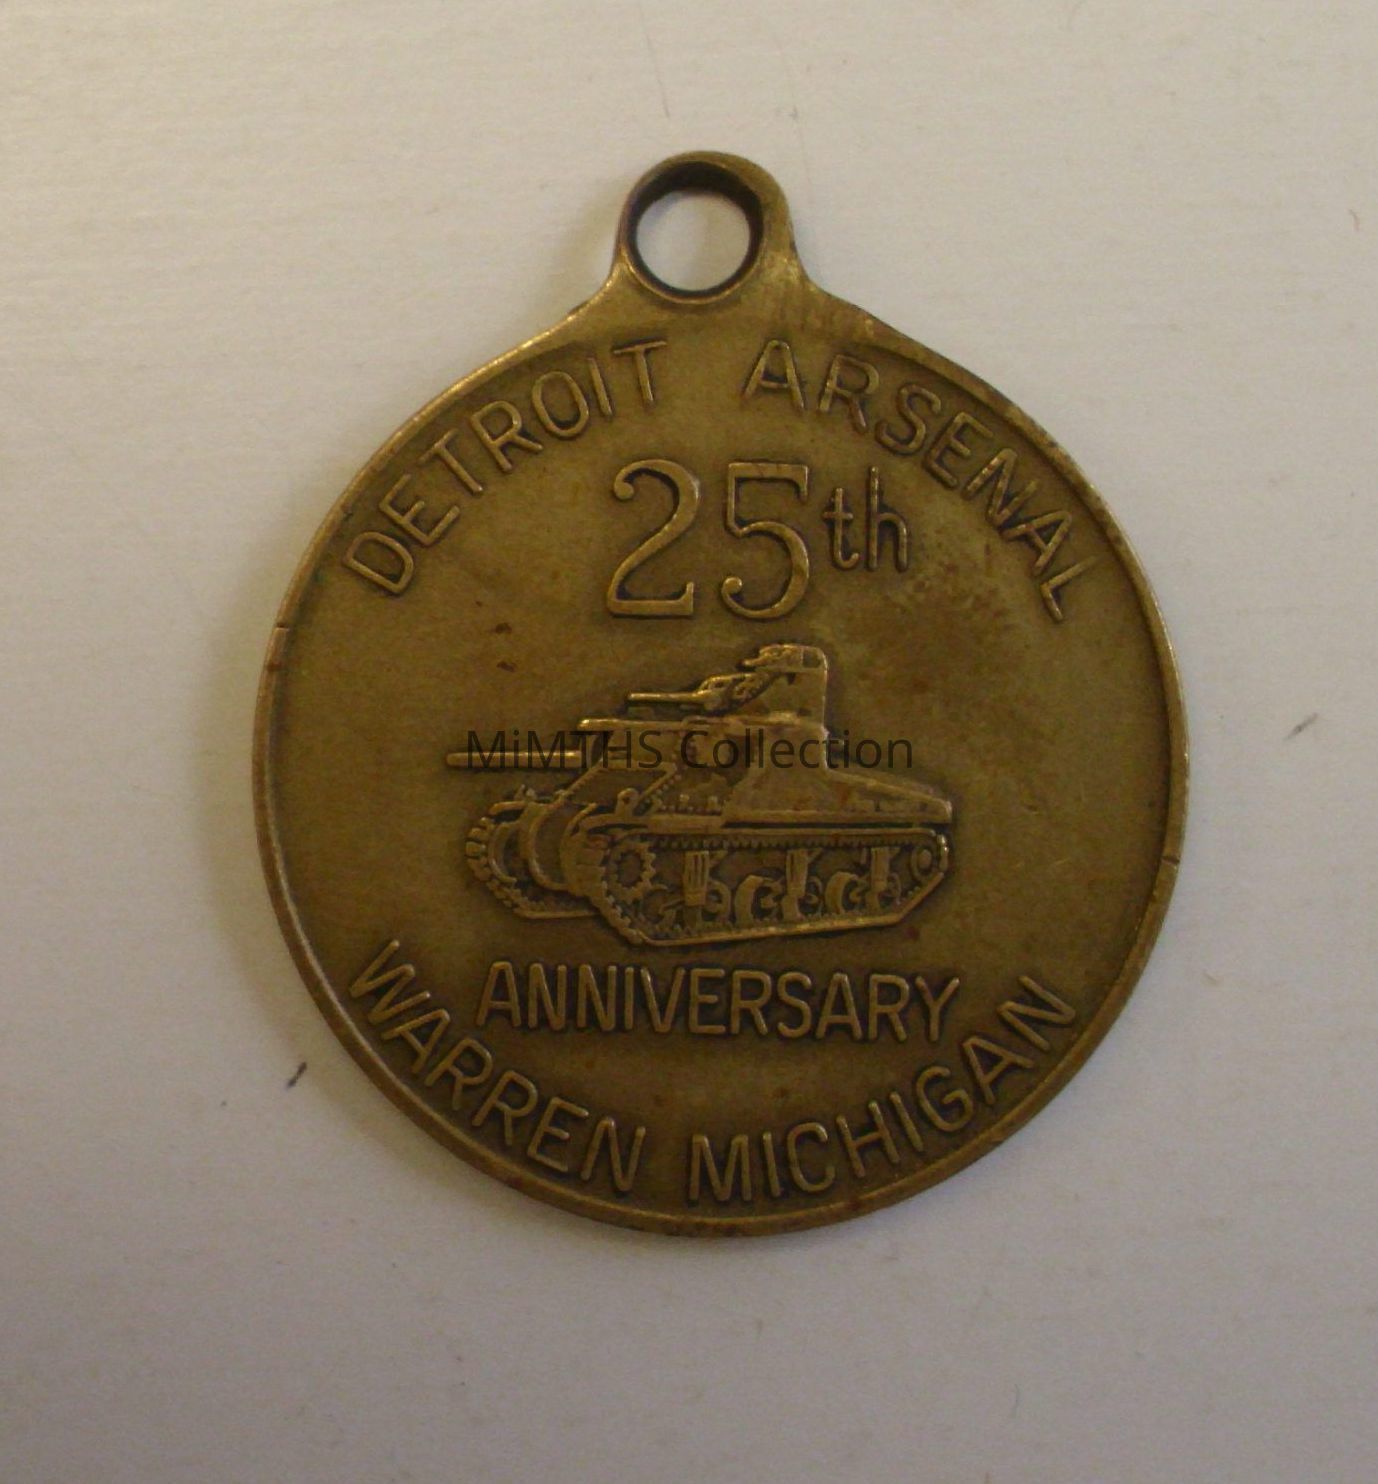 DETROIT ARSENAL
25th
MiMTHS Collection
ANNIVERSARY
WARREN MICHIGAN